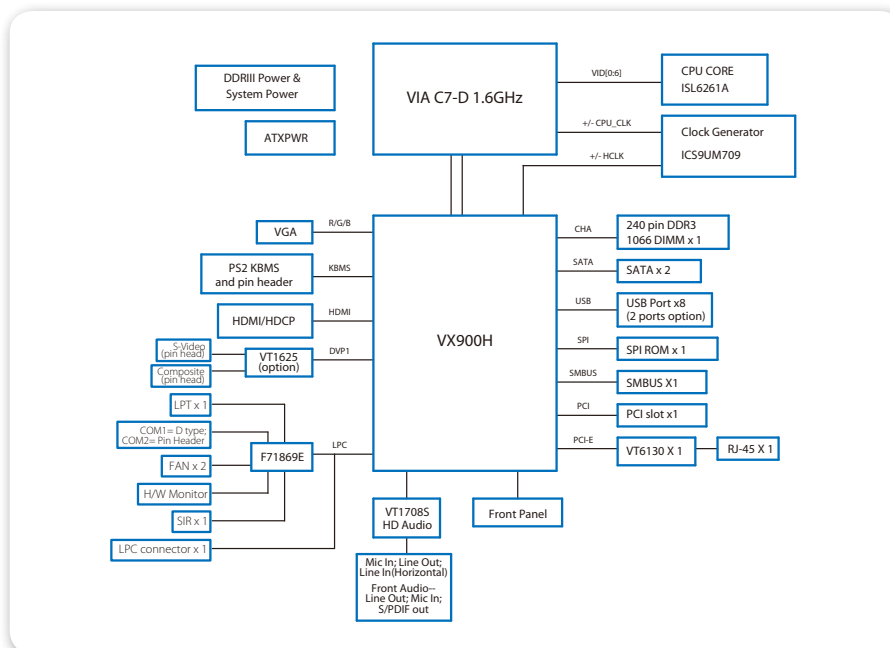 DDRIII Power &
System Power
ATXPWR
VIA C7-D 1.6GHz
VID[0:6]
CPU CORE
ISL6261A
+/- CPU_CLK
+/- HCLK
Clock Generator
ICS9UM709
VGA
R/G/B
PS2 KBMS
and pin header
KBMS
HDMI/HDCP
HDMI
S-Video
(pin head)
Composite
(pin head)
VT1625
(option)
DVP1
LPT x 1
COM1= D type;
COM2= Pin Header
FAN x 2
H/W Monitor
SIR x 1
LPC connector x 1
F71869E
LPC
VX900H
CHA
240 pin DDR3
1066 DIMM x 1
SATA
SATA x 2
USB
USB Port x8
(2 ports option)
SPI
SPI ROM x 1
SMBUS
SMBUS X1
PCI
PCI slot x1
PCI-E
VT6130 X 1
RJ-45 X 1
VT1708S
HD Audio
Front Panel
Mic In; Line Out;
Line In(Horizontal)
Front Audio--
Line Out; Mic In;
S/PDIF out